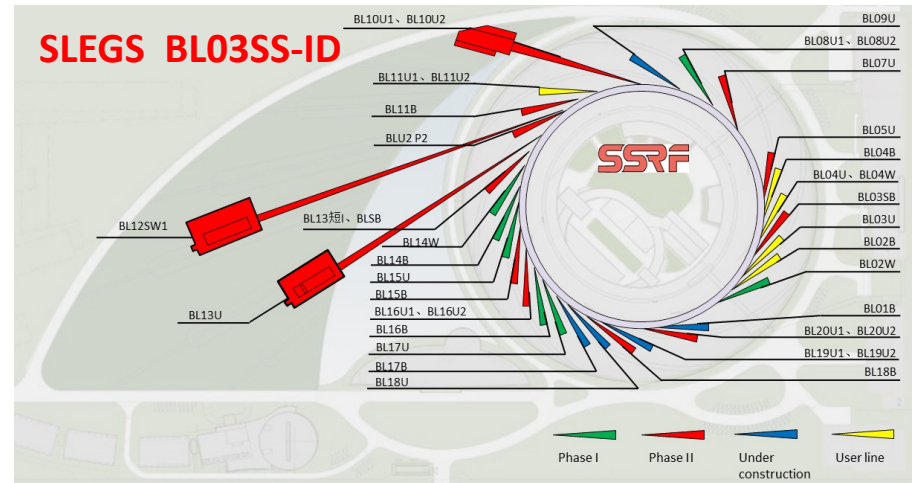 SLEGS BL03SS-ID
BL10U1、BL10U2
BL11U1、BL11U2
BL11B
BLU2 P2
BL12SW1
BL13短I、BLSB
BL14W
BL14B
BL13U
BL15U
BL15B
BL16U1、BL16U2
BL16B
BL17U
BL17B
BL18U
SSRF
BL09U
BL08U1、BL08U2
BL07U
BL05U
BL04B
BL04U、BL04W
BL03SB
BL03U
BL02B
BL02W
BL01B
BL20U1、BL20U2
BL19U1、BL19U2
BL18B
2
Phase I
Phase II
Under
construction
User line